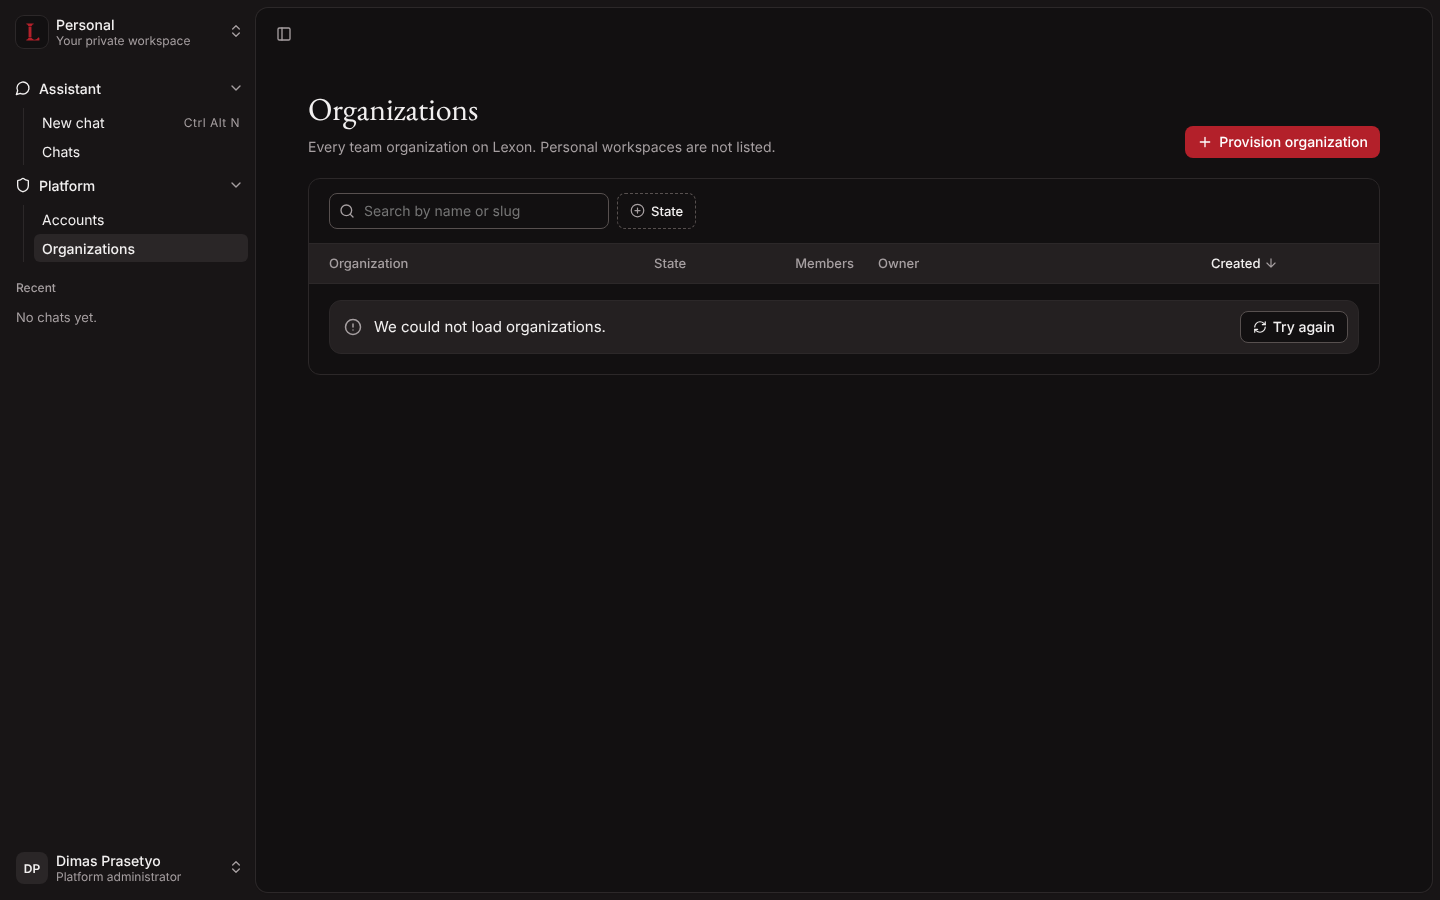 L
Personal
Your private workspace
Assistant
New chat
Ctrl Alt N
Chats
Platform
Accounts
Organizations
Recent
No chats yet.
DP
Dimas Prasetyo
Platform administrator
Organizations
Every team organization on Lexon. Personal workspaces are not listed.
Provision organization
Search by name or slug
State
Organization
State
Members
Owner
Created
We could not load organizations.
Try again